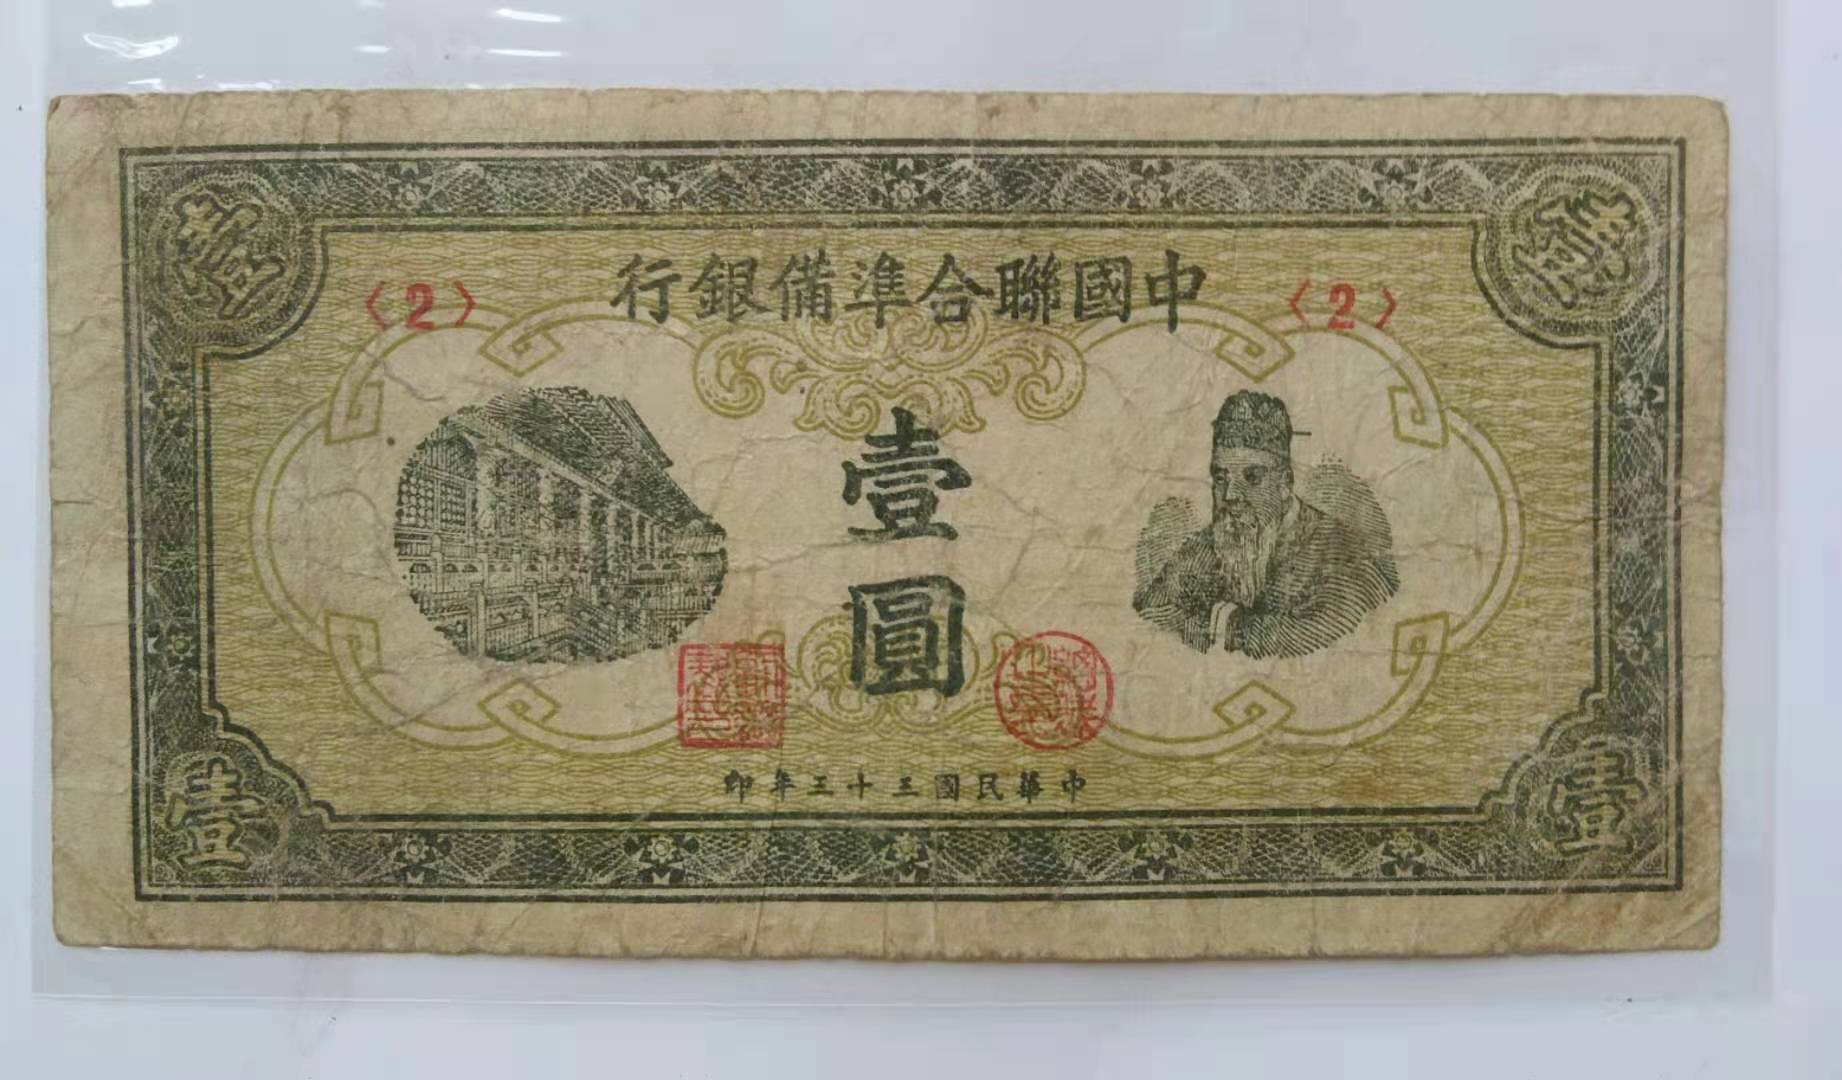 壹
壹
中國聯合準備銀行
〈2〉
〈2〉
壹圓
中華民國三十三年印
壹
壹